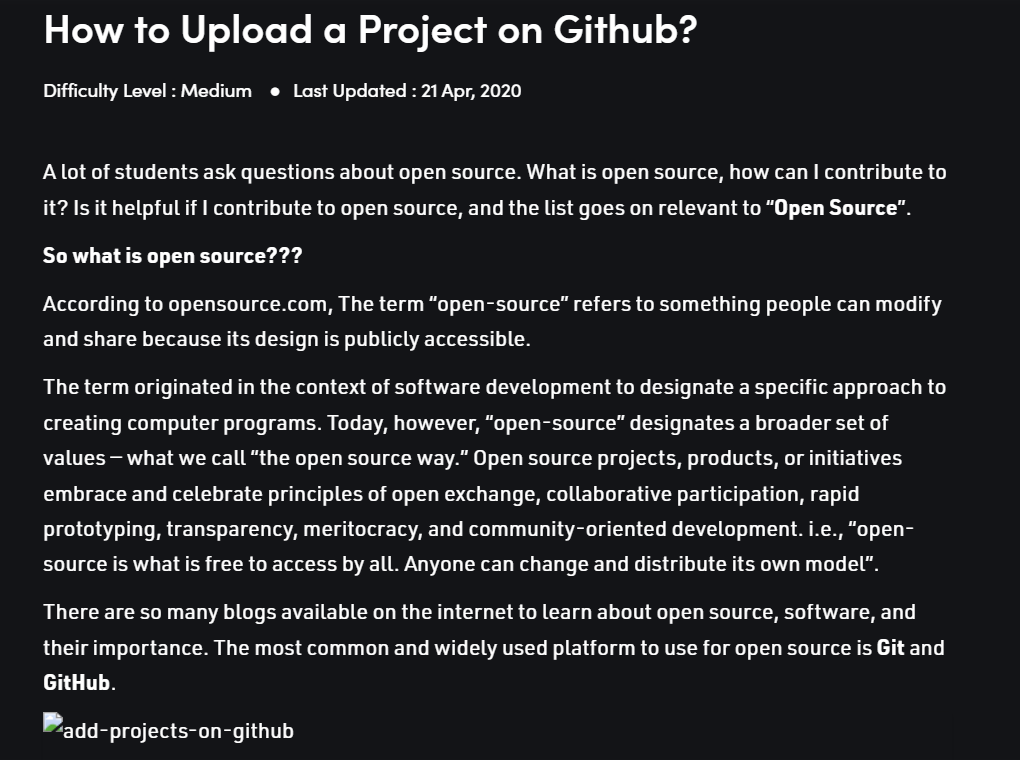 How to Upload a Project on Github?
Difficulty Level : Medium ● Last Updated : 21 Apr, 2020
A lot of students ask questions about open source. What is open source, how can I contribute to
it? Is it helpful if I contribute to open source, and the list goes on relevant to “Open Source”.
So what is open source???
According to opensource.com, The term “open-source” refers to something people can modify
and share because its design is publicly accessible.
The term originated in the context of software development to designate a specific approach to
creating computer programs. Today, however, “open-source” designates a broader set of
values – what we call “the open source way.” Open source projects, products, or initiatives
embrace and celebrate principles of open exchange, collaborative participation, rapid
prototyping, transparency, meritocracy, and community-oriented development. i.e., “open-
source is what is free to access by all. Anyone can change and distribute its own model”.
There are so many blogs available on the internet to learn about open source, software, and
their importance. The most common and widely used platform to use for open source is Git and
GitHub.
add-projects-on-github